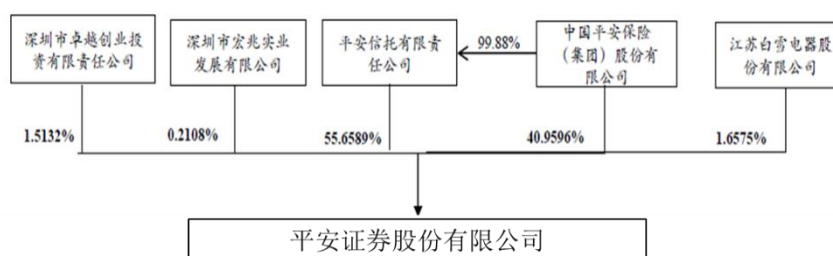 深圳市卓越创业投
资有限责任公司
深圳市宏兆实业
发展有限公司
平安信托有限责
任公司
99.88%
中国平安保险
（集团）股份有
限公司
江苏白雪电器股
份有限公司
1.5132%
0.2108%
55.6589%
40.9596%
1.6575%
平安证券股份有限公司